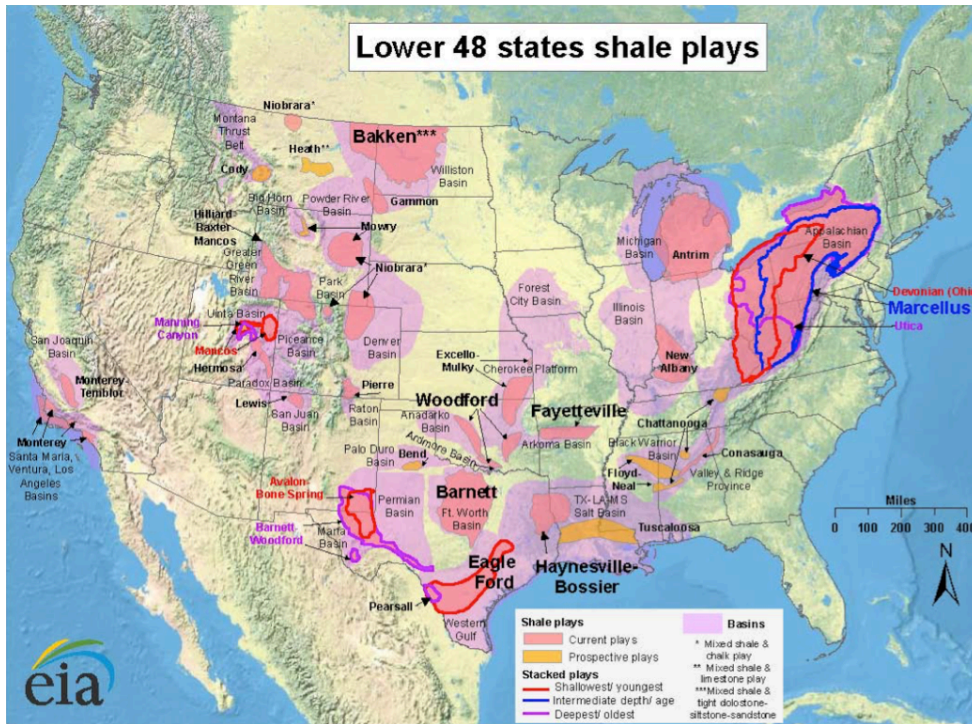 Lower 48 states shale plays
Niobrara*
Montana
Thrust
Belt
Bakken***
Heath**
Cody
Williston
Basin
Big Horn
Basin
Powder River
Basin
Gammon
Hilliard-
Baxter-
Mancos
Mowry
Greater
Green
River
Basin
Niobrara*
Park
Basin
Michigan
Basin
Antrim
Appalachian
Basin
Devonian (Ohio
Marcellus
Utica
Forest
City Basin
Illinois
Basin
Uinta Basin
Manning
Canyon
Mancos
Piceance
Basin
Denver
Basin
San Joaquin
Basin
Hermosa
Paradox Basin
Excello-
Mulky
Cherokee Platform
New
Albany
Monterey-
Temblor
Lewis
San Juan
Basin
Pierre
Raton
Basin
Woodford
Anadarko
Basin
Fayetteville
Arkoma Basin
Chattanooga
Monterey
Santa Maria,
Ventura, Los
Angeles
Basins
Palo Duro
Basin
Bend
Ardmore Basin
Black Warrior
Basin
Conasauga
Floyd-
Neal
Valley & Ridge
Province
Avalon-
Bone Spring
Permian
Basin
Barnett
Ft. Worth
Basin
TX-LA-MS
Salt Basin
Tuscaloosa
Barnett-
Woodford
Marfa
Basin
Eagle
Ford
Haynesville-
Bossier
Pearsall
Western
Gulf
Miles
0
100
200
300
400
N
Shale plays
Current plays
Prospective plays
Stacked plays
Shallowest/ youngest
Intermediate depth/ age
Deepest/ oldest
Basins
* Mixed shale &
chalk play
** Mixed shale &
limestone play
***Mixed shale &
tight dolostone-
siltstone-sandstone
eia